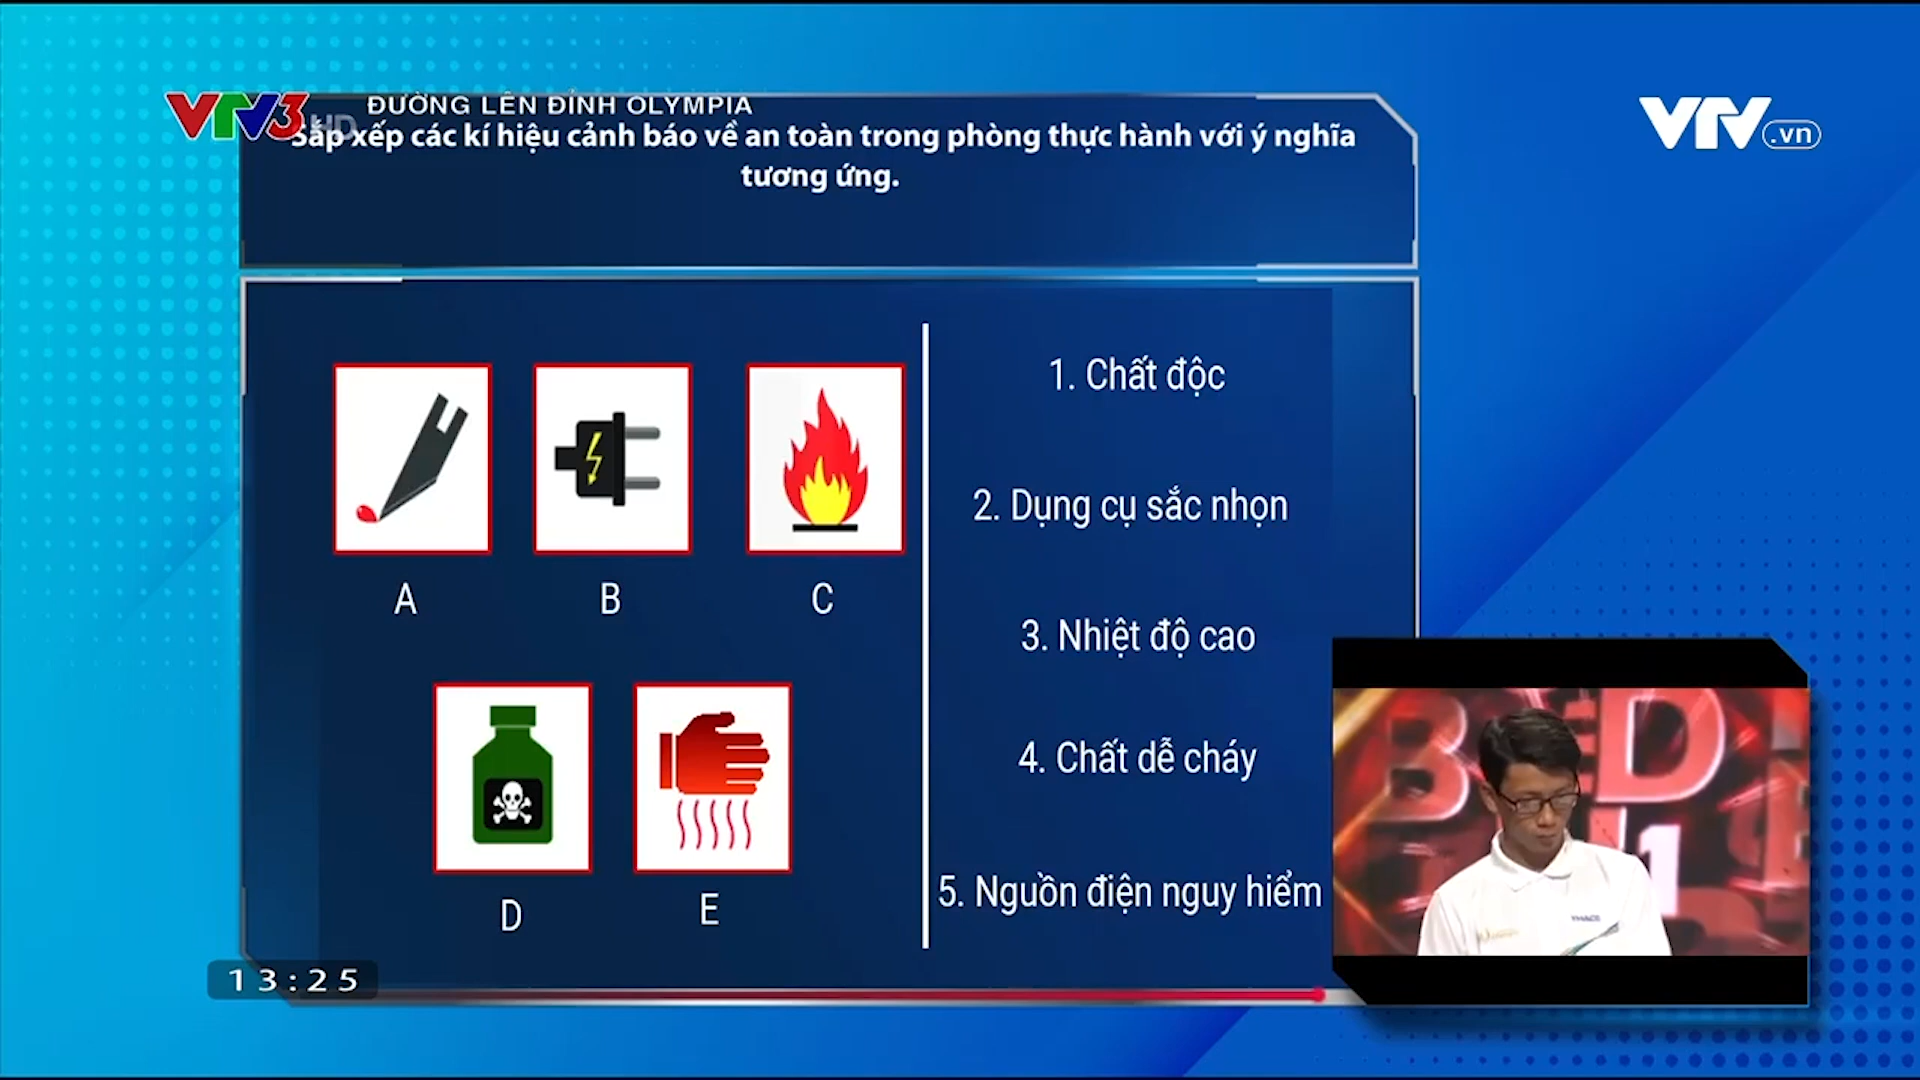 VTV3
HD
ĐƯỜNG LÊN ĐỈNH OLYMPIA
VTV.vn
Sắp xếp các kí hiệu cảnh báo về an toàn trong phòng thực hành với ý nghĩa
tương ứng.
A
B
C
D
E
1. Chất độc
2. Dụng cụ sắc nhọn
3. Nhiệt độ cao
4. Chất dễ cháy
5. Nguồn điện nguy hiểm
THACO
13:25